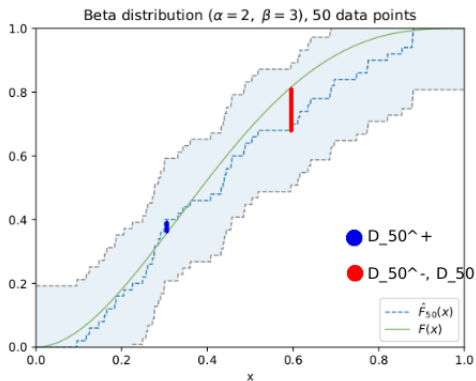 Beta distribution (α = 2, β = 3), 50 data points
1.0
0.8
0.6
0.4
0.2
0.0
D_50^+
D_50^-, D_50
F̂₅₀(x)
F(x)
0.0 0.2 0.4 0.6 0.8 1.0
x